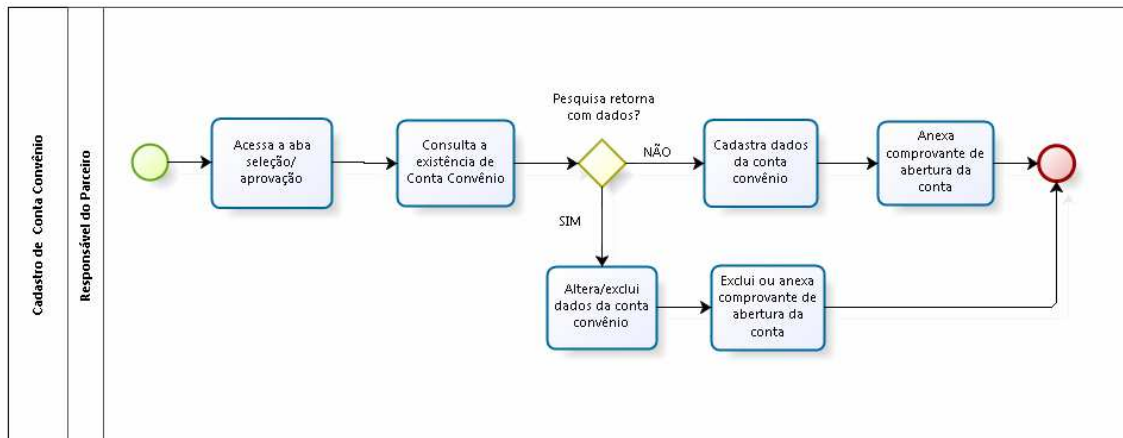 Cadastro de Conta Convênio
Responsável do Parceiro
Acessa a aba
seleção/
aprovação
Consulta a
existência de
Conta Convênio
Pesquisa retorna
com dados?
NÃO
Cadastra dados
da conta
convênio
Anexa
comprovante de
abertura da
conta
SIM
Altera/exclui
dados da conta
convênio
Exclui ou anexa
comprovante de
abertura da
conta